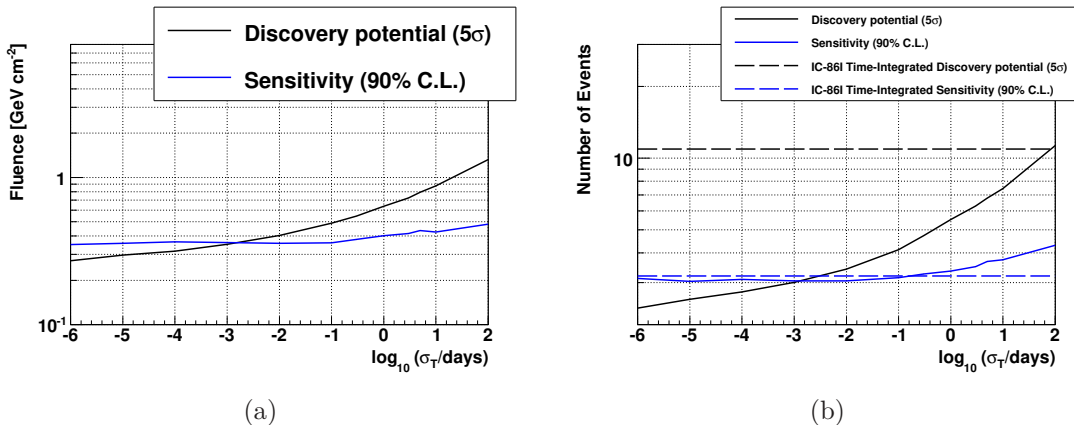 Discovery potential (5σ)
Sensitivity (90% C.L.)
Fluence [GeV cm⁻²]
1
10⁻¹
-6 -5 -4 -3 -2 -1 0 1 2
log₁₀ (σ_T/days)
(a)
Discovery potential (5σ)
Sensitivity (90% C.L.)
IC-86I Time-Integrated Discovery potential (5σ)
IC-86I Time-Integrated Sensitivity (90% C.L.)
Number of Events
10
-6 -5 -4 -3 -2 -1 0 1 2
log₁₀ (σ_T/days)
(b)